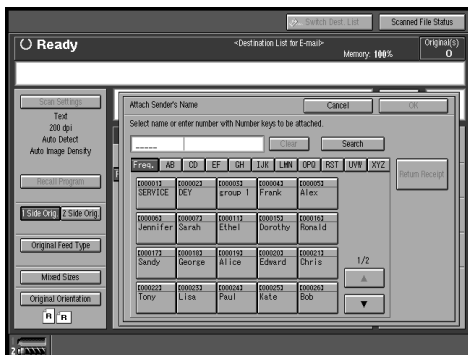 Switch Dest. List
Scanned File Status
Ready
<Destination List for E-mail>
Memory: 100%
Original(s)
0
Scan Settings
Text
200 dpi
Auto Detect
Auto Image Density
Recall Program
1 Side Orig.
2 Side Orig.
Original Feed Type
Mixed Sizes
Original Orientation
R R
Attach Sender's Name
Cancel
OK
Select name or enter number with Number keys to be attached.
_____
Clear
Search
Freq. AB CD EF GH IJK LMN OPQ RST UVW XYZ
Return Receipt
[00001] [00002] [00003] [00004] [00005]
SERVICE DEY group 1 Frank Alex
[00006] [00007] [00011] [00015] [00016]
Jennifer Sarah Ethel Dorothy Ronald
[00017] [00018] [00019] [00020] [00021]
Sandy George Alice Edward Chris
1/2
[00022] [00023] [00024] [00025] [00026]
Tony Lisa Paul Kate Bob
2